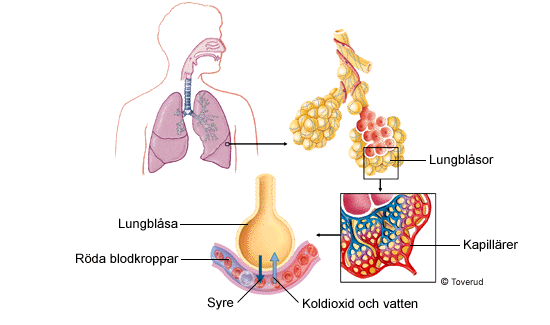 Lungblåsor
Lungblåsa
Röda blodkroppar
Kapillärer
© Toverud
Syre
Koldioxid och vatten